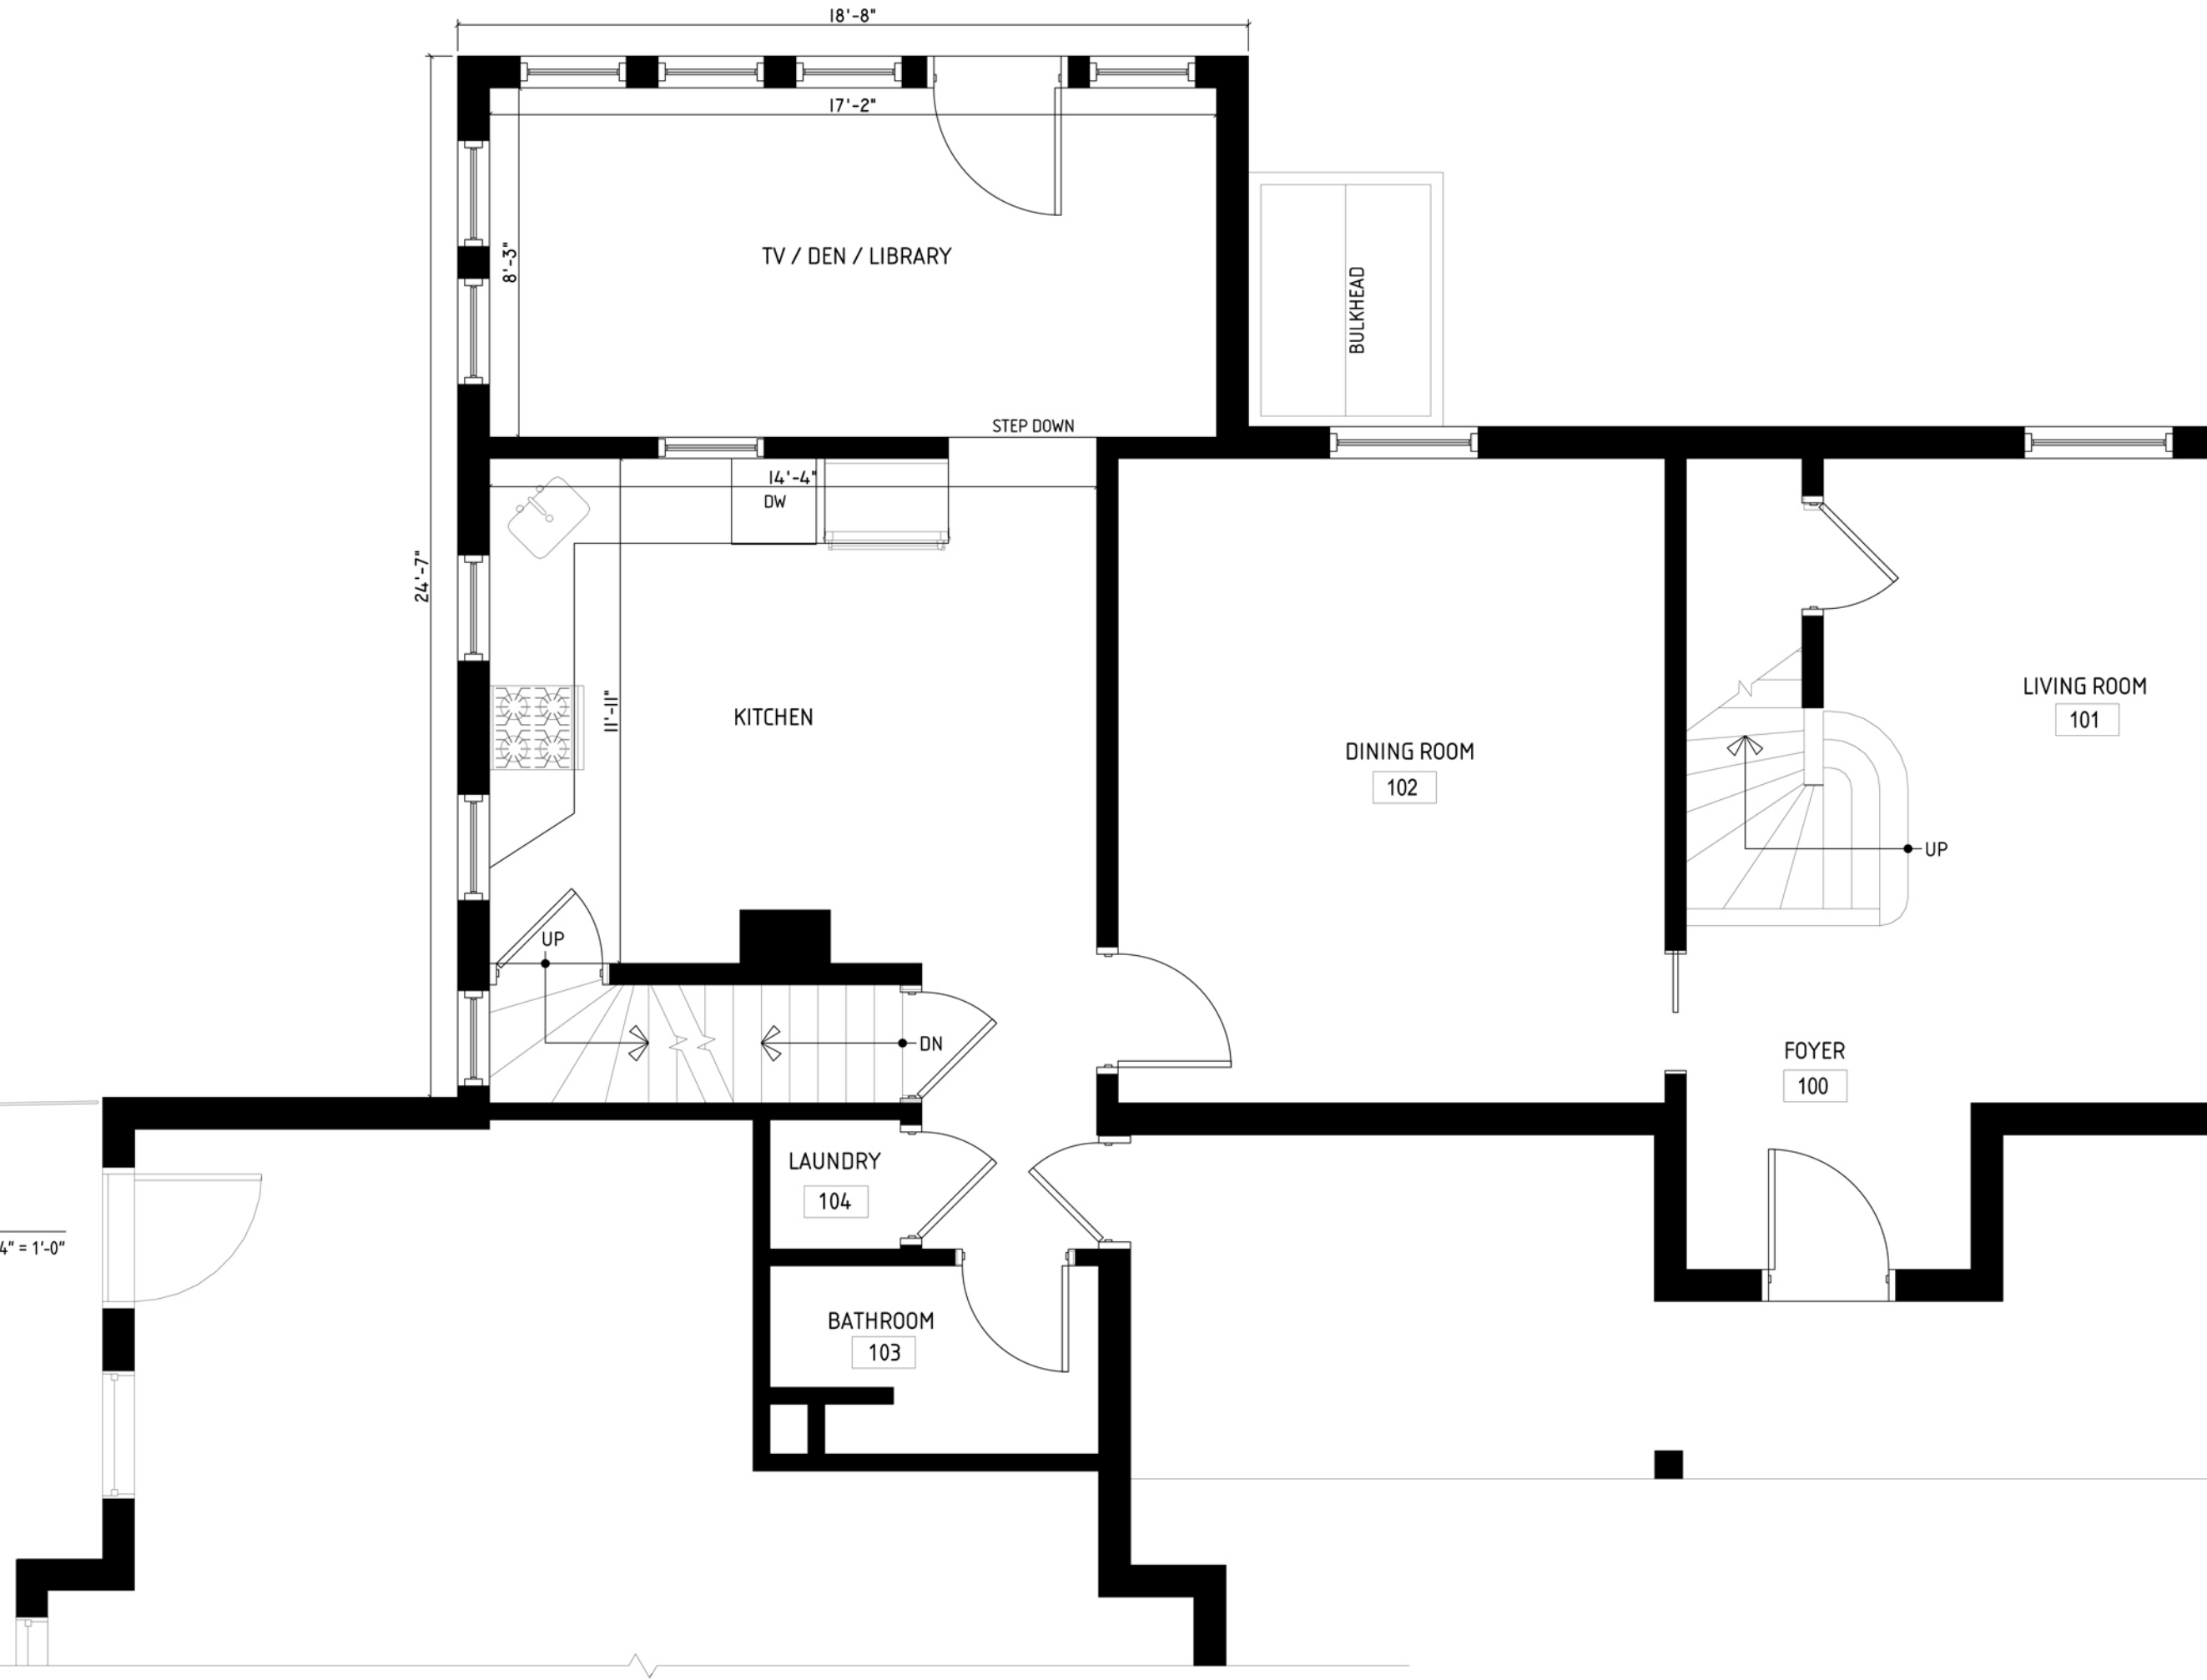 18'-8"
17'-2"
8'-3"
TV / DEN / LIBRARY
BULKHEAD
STEP DOWN
14'-4"
DW
24'-7"
11'-11"
KITCHEN
DINING ROOM
102
LIVING ROOM
101
UP
UP
DN
FOYER
100
LAUNDRY
104
4" = 1'-0"
BATHROOM
103